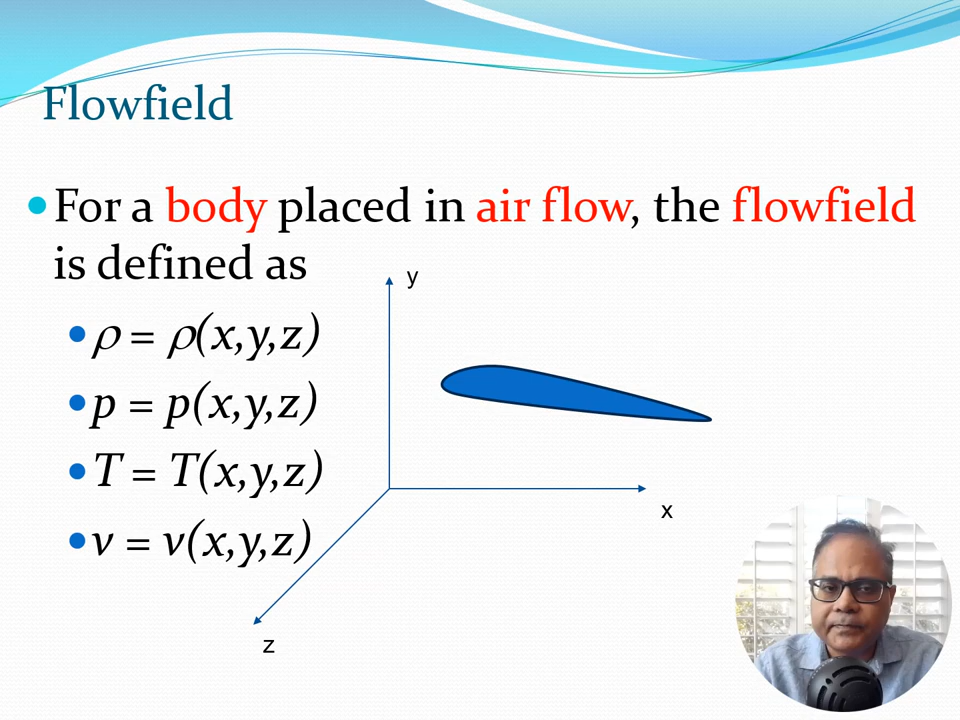 Flowfield
For a body placed in air flow, the flowfield
is defined as
y
ρ = ρ(x,y,z)
p = p(x,y,z)
T = T(x,y,z)
x
v = v(x,y,z)
z